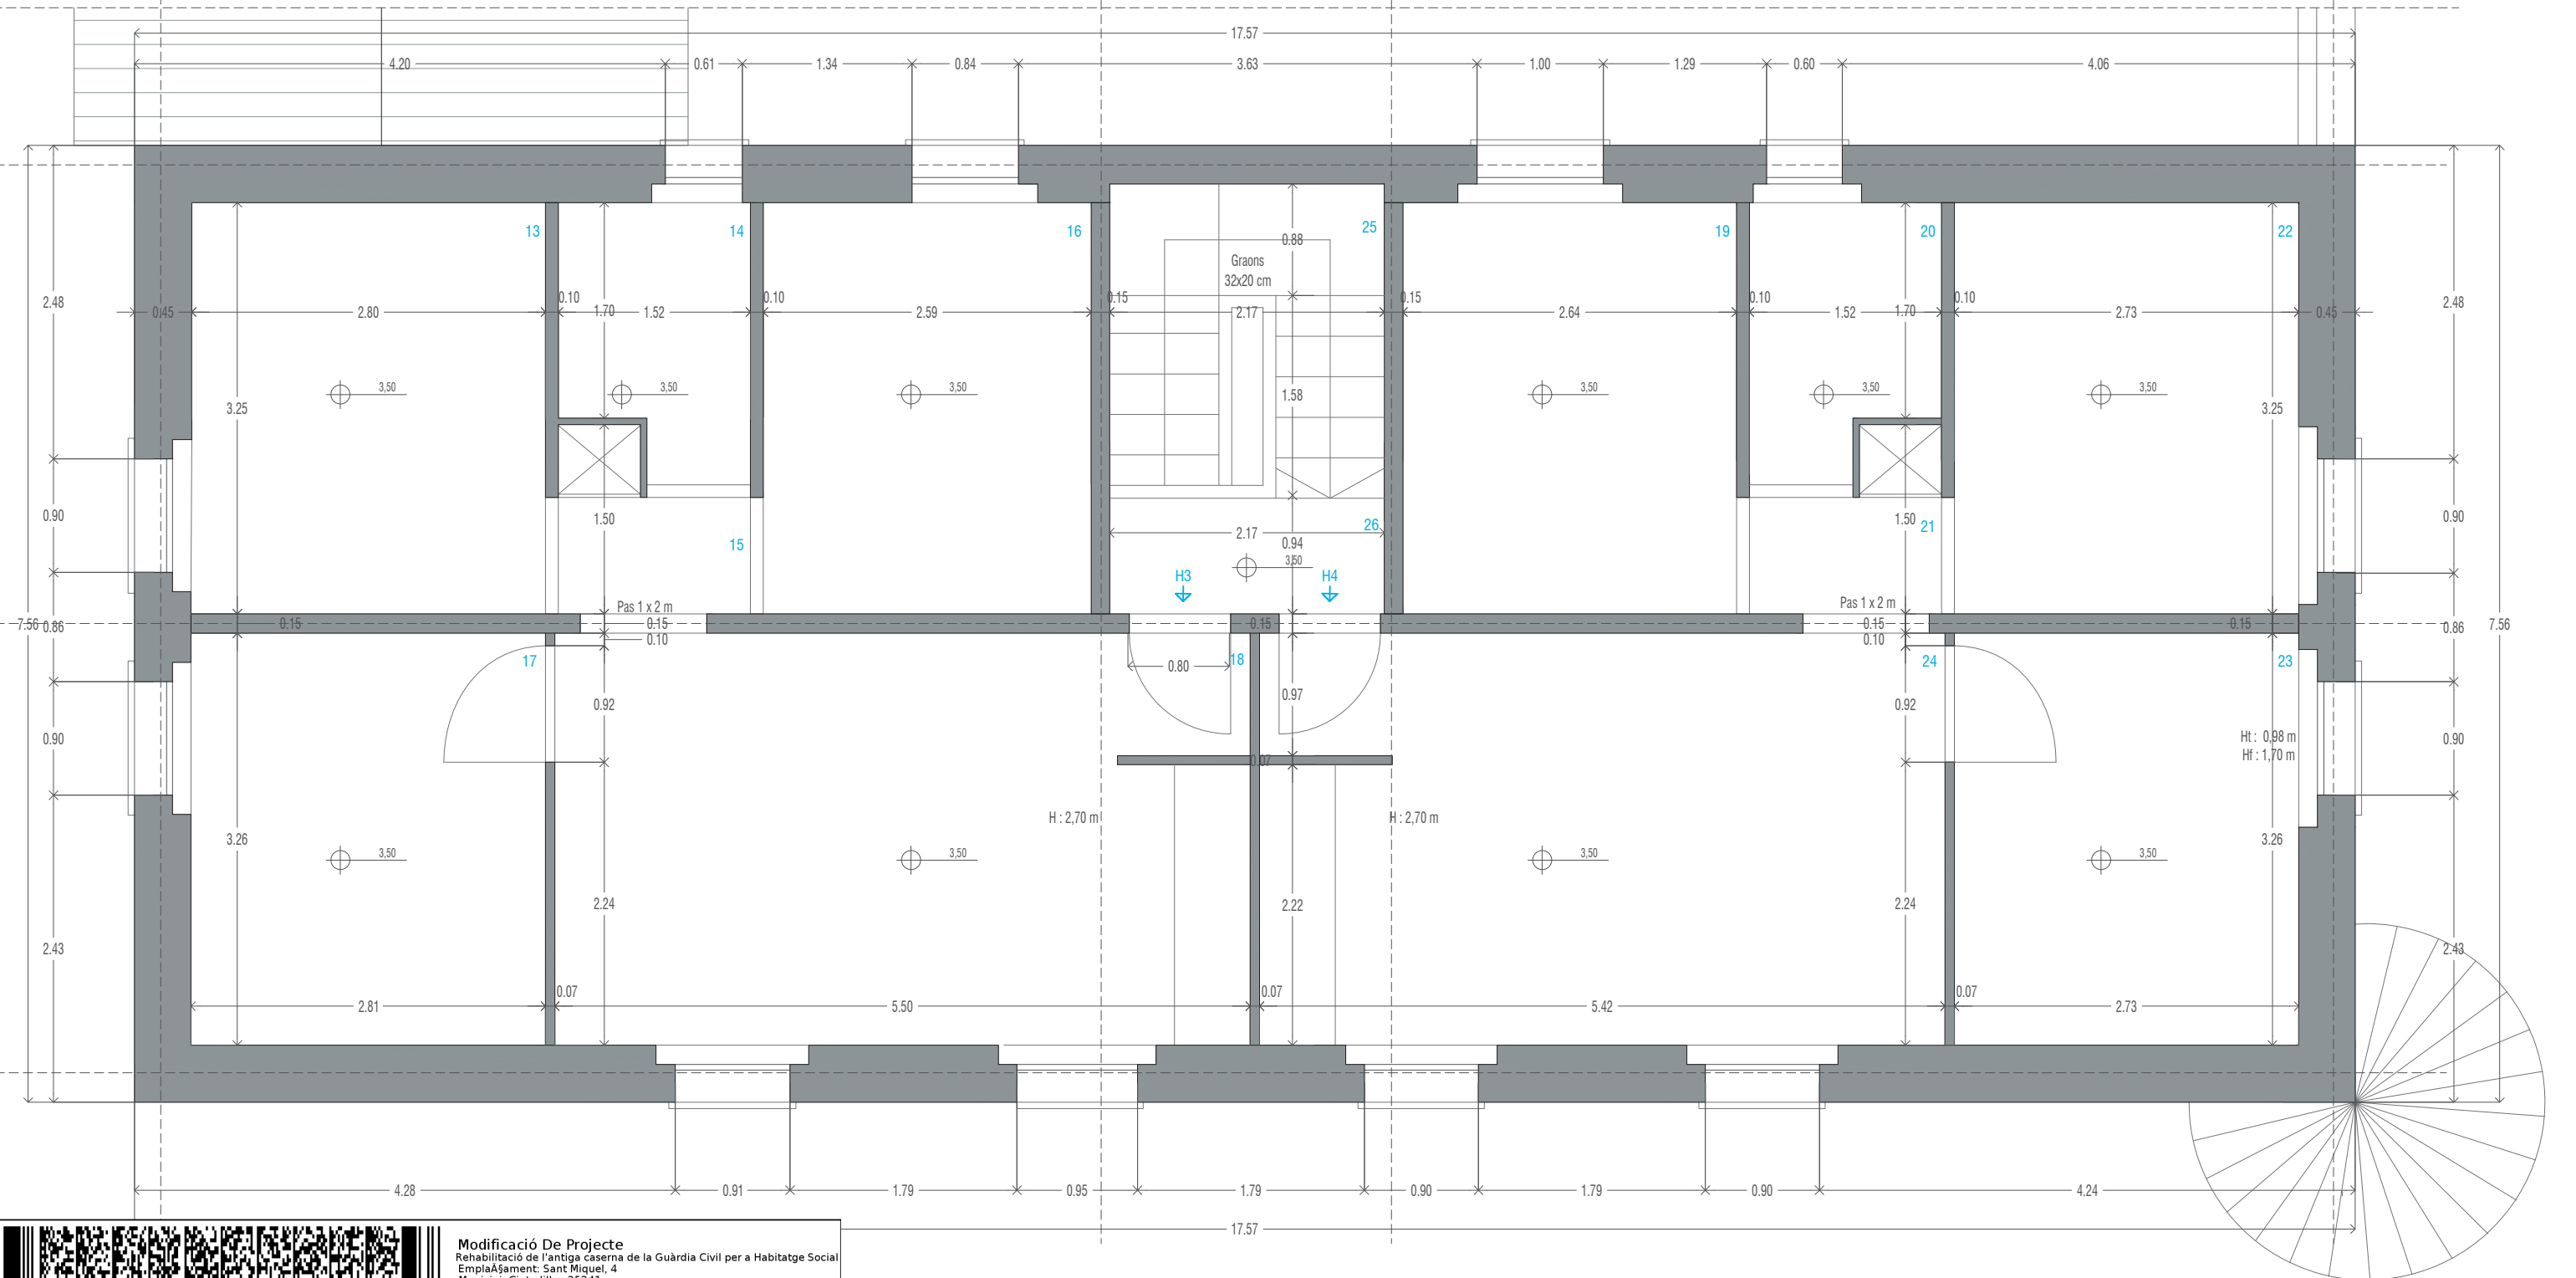 17.57
4.20 0.61 1.34 0.84 3.63 1.00 1.29 0.60 4.06
13 14 16 25 19 20 22
0.88
Graons
32x20 cm
2.48 0.10 0.10 0.15 0.15 0.10 0.10 2.48
0.45 2.80 1.70 1.52 2.59 2.17 2.64 1.52 1.70 2.73 0.45
3,50 3,50 3,50 1.58 3,50 3,50 3,50
3.25 3.25
0.90 1.50 26 1.50 21 0.90
15 2.17 0.94
3,50
H3 H4
Pas 1 x 2 m Pas 1 x 2 m
7.56 0.86 0.15 0.15 0.15 0.15 0.15 0.86 7.56
0.10 0.10
17 0.80 18 24 23
0.92 0.97 0.92
0.90 Ht : 0,98 m 0.90
Hf : 1,70 m
0.07
H : 2,70 m H : 2,70 m
3.26 3.26
3,50 3,50 3,50 3,50
2.24 2.22 2.24
2.43 2.43
0.07 0.07 0.07
2.81 5.50 5.42 2.73
4.28 0.91 1.79 0.95 1.79 0.90 1.79 0.90 4.24
17.57
Modificació De Projecte
Rehabilitació de l'antiga caserna de la Guàrdia Civil per a Habitatge Social
EmplaÃ§ament: Sant Miquel, 4